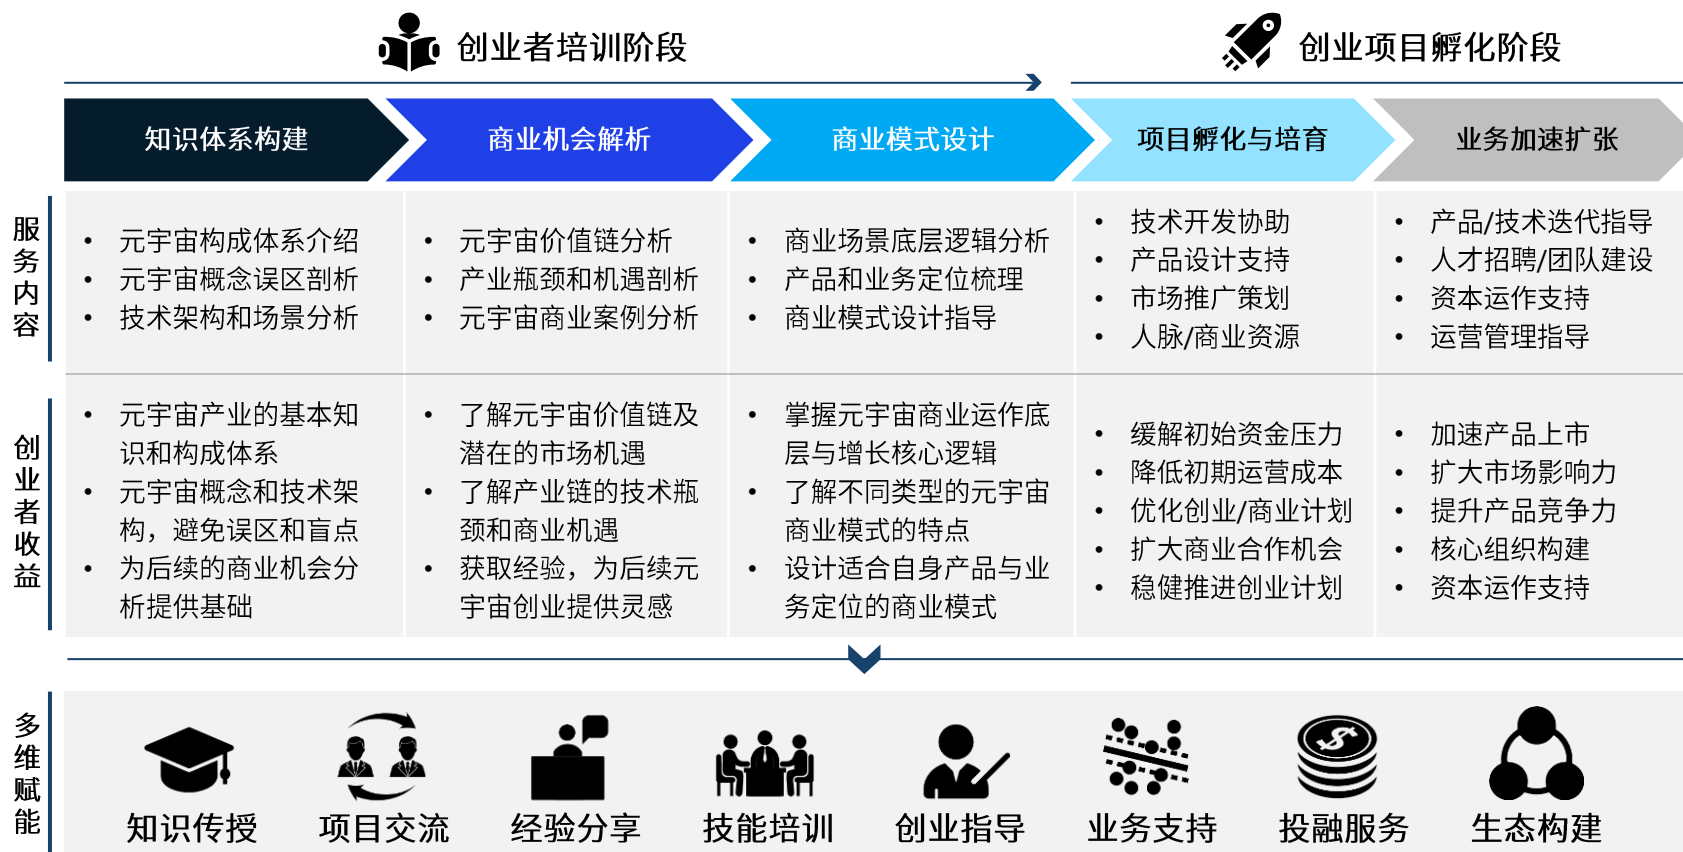 创业者培训阶段
创业项目孵化阶段
知识体系构建
商业机会解析
商业模式设计
项目孵化与培育
业务加速扩张
服务内容
• 元宇宙构成体系介绍
• 元宇宙概念误区剖析
• 技术架构和场景分析
• 元宇宙价值链分析
• 产业瓶颈和机遇剖析
• 元宇宙商业案例分析
• 商业场景底层逻辑分析
• 产品和业务定位梳理
• 商业模式设计指导
• 技术开发协助
• 产品设计支持
• 市场推广策划
• 人脉/商业资源
• 产品/技术迭代指导
• 人才招聘/团队建设
• 资本运作支持
• 运营管理指导
创业者收益
• 元宇宙产业的基本知
识和构成体系
• 元宇宙概念和技术架
构，避免误区和盲点
• 为后续的商业机会分
析提供基础
• 了解元宇宙价值链及
潜在的市场机遇
• 了解产业链的技术瓶
颈和商业机遇
• 获取经验，为后续元
宇宙创业提供灵感
• 掌握元宇宙商业运作底
层与增长核心逻辑
• 了解不同类型的元宇宙
商业模式的特点
• 设计适合自身产品与业
务定位的商业模式
• 缓解初始资金压力
• 降低初期运营成本
• 优化创业/商业计划
• 扩大商业合作机会
• 稳健推进创业计划
• 加速产品上市
• 扩大市场影响力
• 提升产品竞争力
• 核心组织构建
• 资本运作支持
多维赋能
知识传授
项目交流
经验分享
技能培训
创业指导
业务支持
投融服务
生态构建